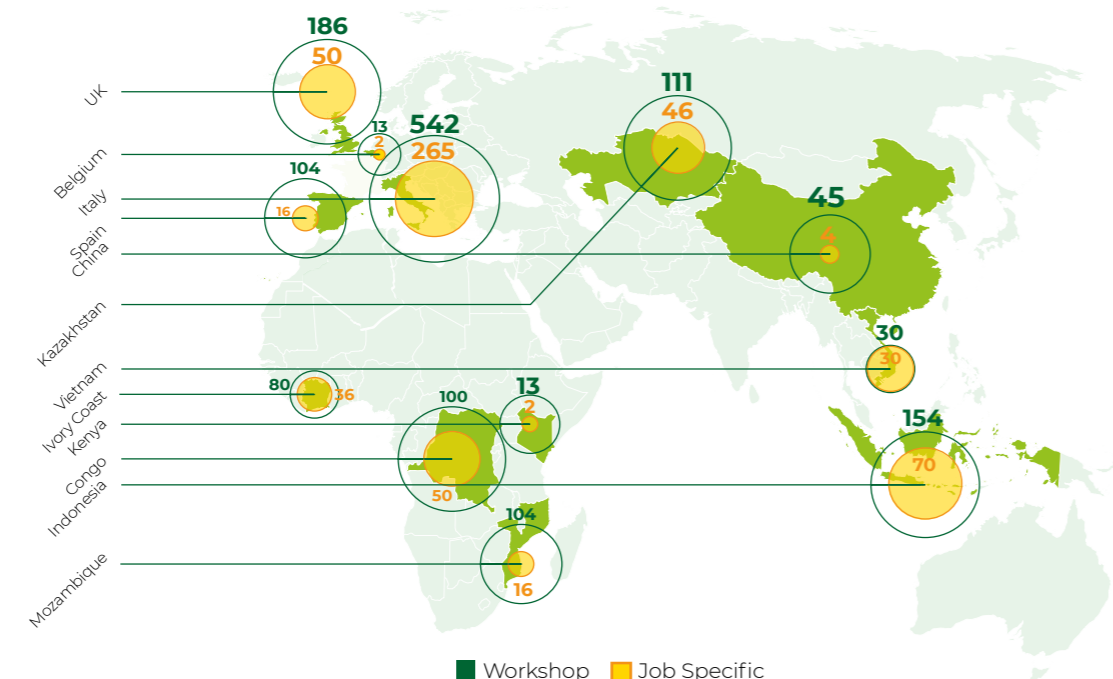 186
50
UK
13
2
Belgium
542
265
Italy
104
16
Spain
111
46
Kazakhstan
45
4
China
30
30
Vietnam
80
36
Ivory Coast
13
2
Kenya
100
50
Congo
154
70
Indonesia
104
16
Mozambique
Workshop
Job Specific